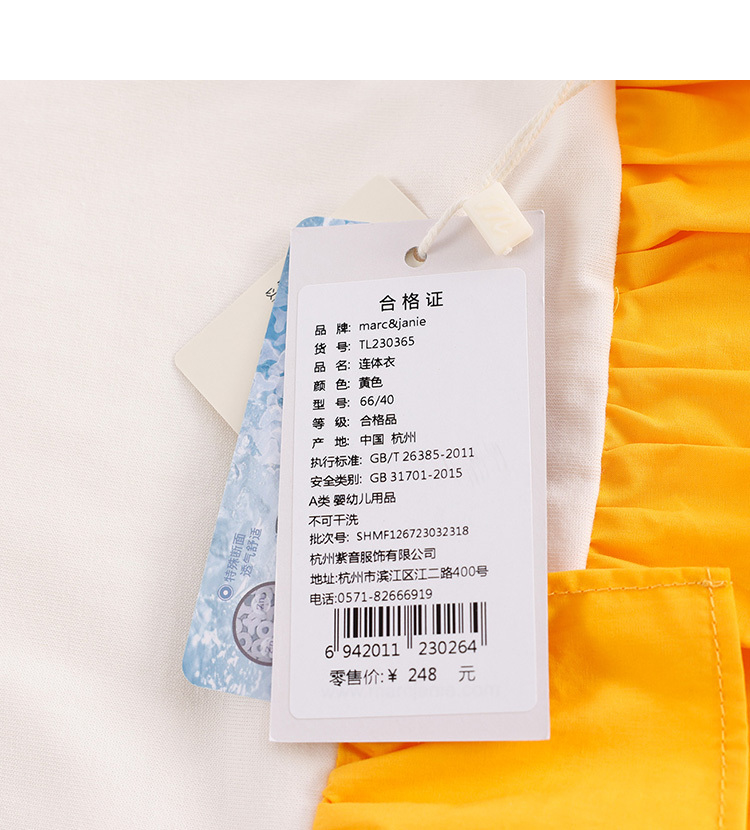 合格证
品 牌: marc&janie
货 号: TL230365
品 名: 连体衣
颜 色: 黄色
型 号: 66/40
等 级: 合格品
产 地: 中国 杭州
执行标准: GB/T 26385-2011
安全类别: GB 31701-2015
A类 婴幼儿用品
不可干洗
批次号: SHMF126723032318
杭州紫音服饰有限公司
地址:杭州市滨江区江二路400号
电话:0571-82666919
6 942011 230264
零售价:¥ 248 元
特殊断面
透气舒适